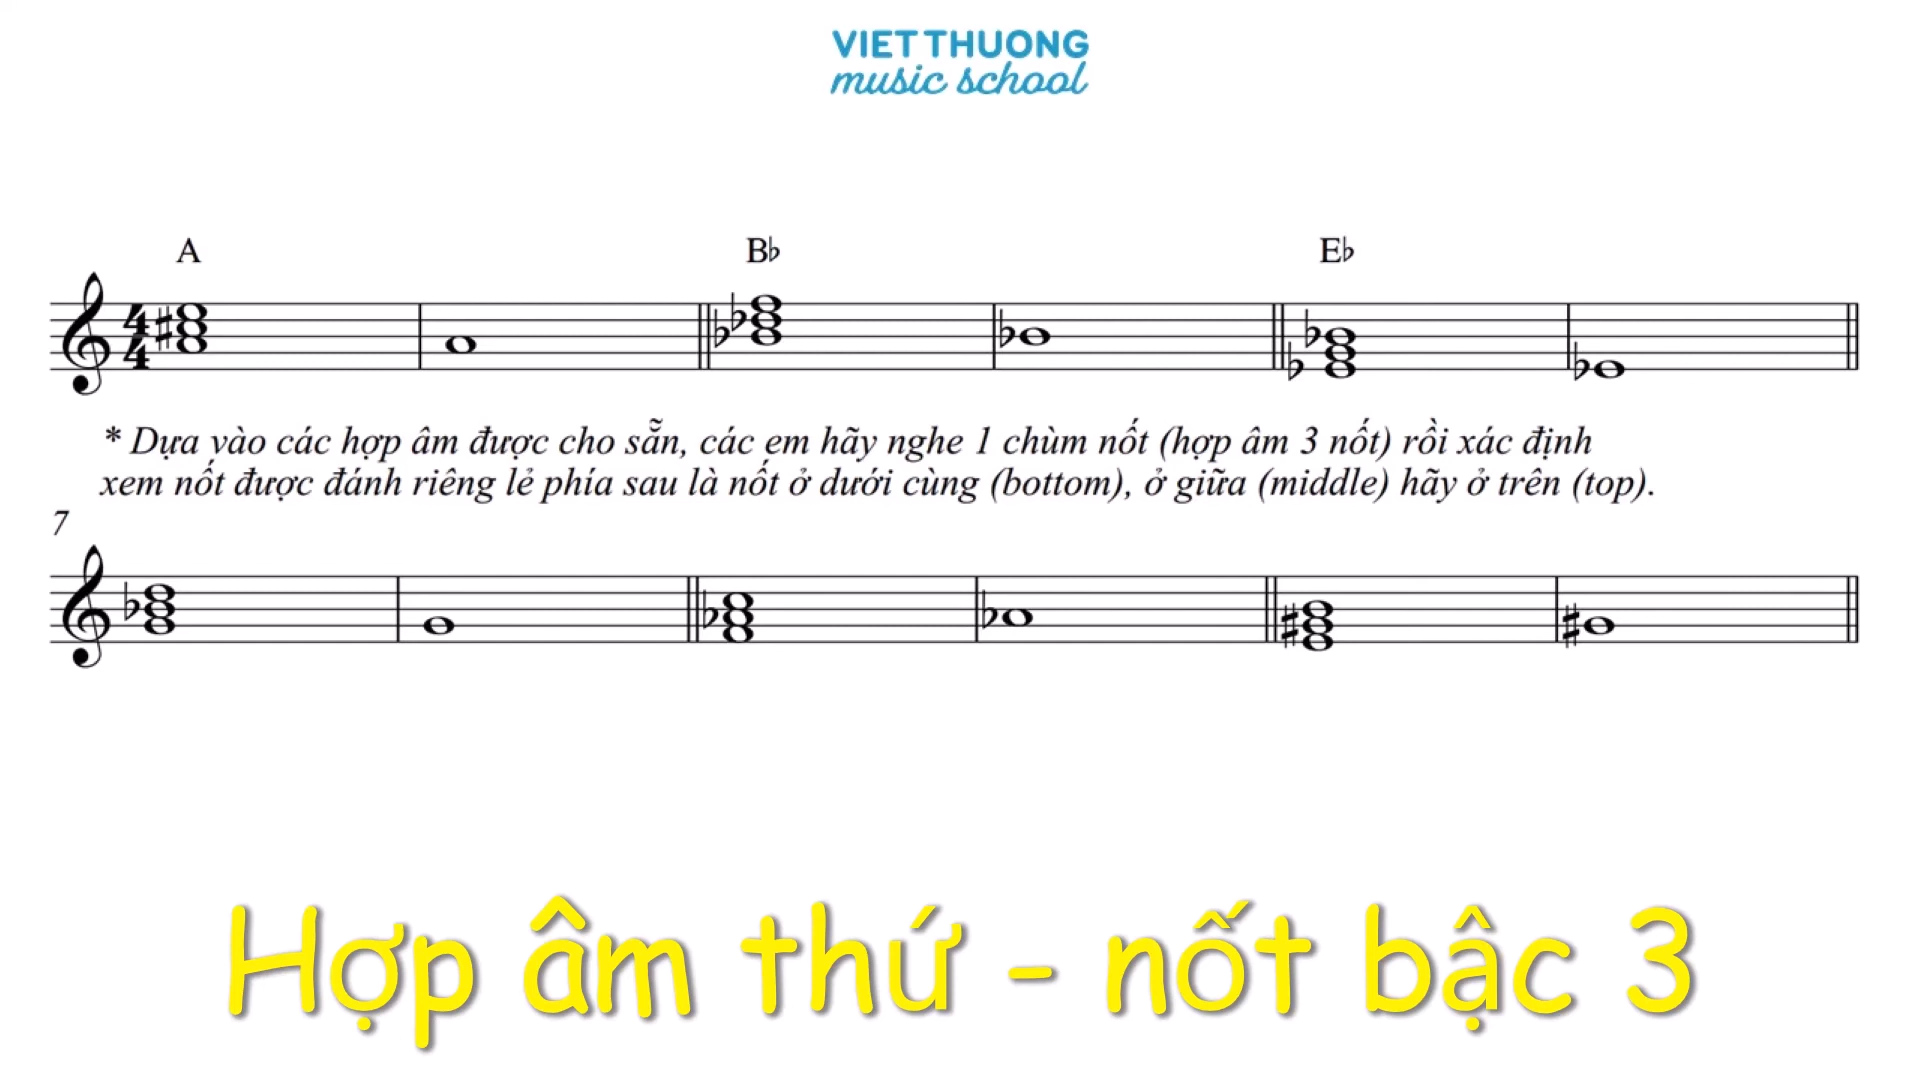 VIET THUONG
music school
A B♭ E♭
4
4
* Dựa vào các hợp âm được cho sẵn, các em hãy nghe 1 chùm nốt (hợp âm 3 nốt) rồi xác định
xem nốt được đánh riêng lẻ phía sau là nốt ở dưới cùng (bottom), ở giữa (middle) hãy ở trên (top).
7
Hợp âm thứ - nốt bậc 3